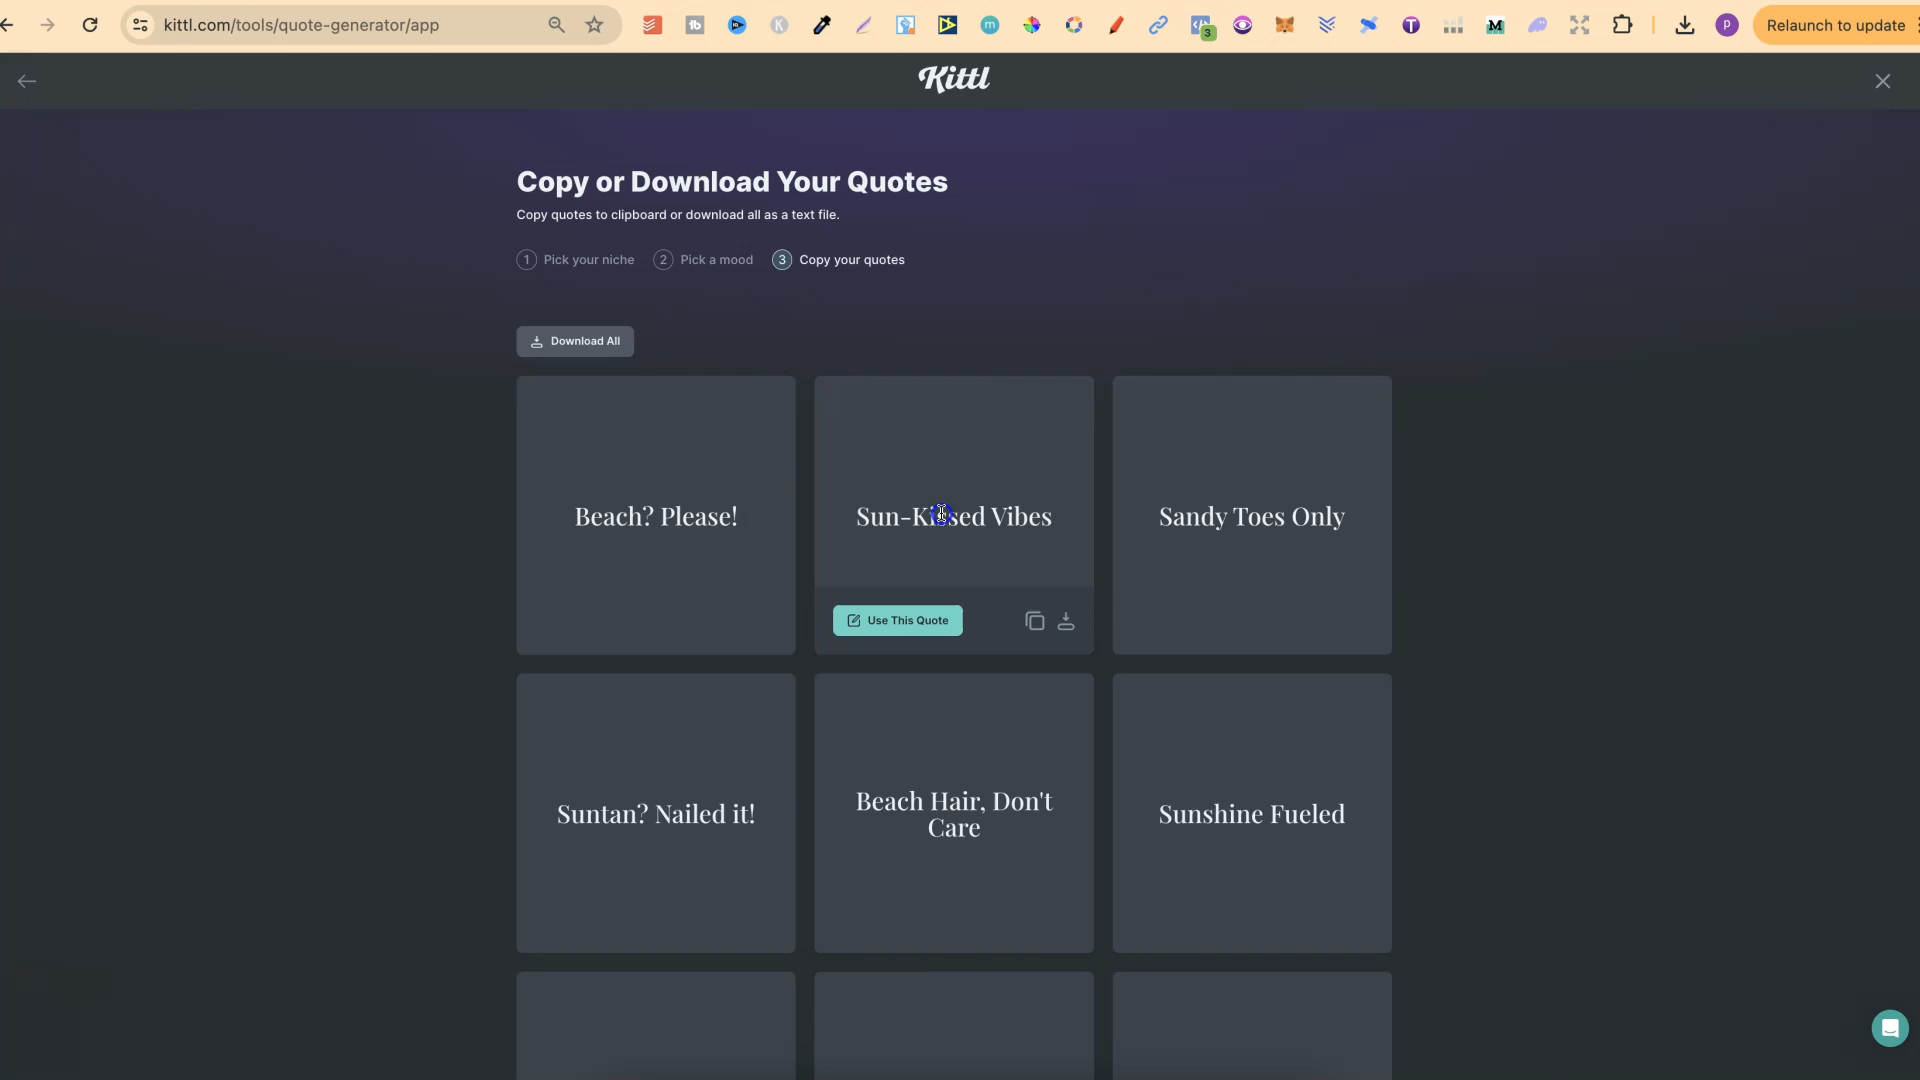 kittl.com/tools/quote-generator/app
3
p
Relaunch to update
Kittl
Copy or Download Your Quotes
Copy quotes to clipboard or download all as a text file.
1 Pick your niche 2 Pick a mood 3 Copy your quotes
Download All
Beach? Please!
Sun-Kissed Vibes
Sandy Toes Only
Use This Quote
Suntan? Nailed it!
Beach Hair, Don't
Care
Sunshine Fueled